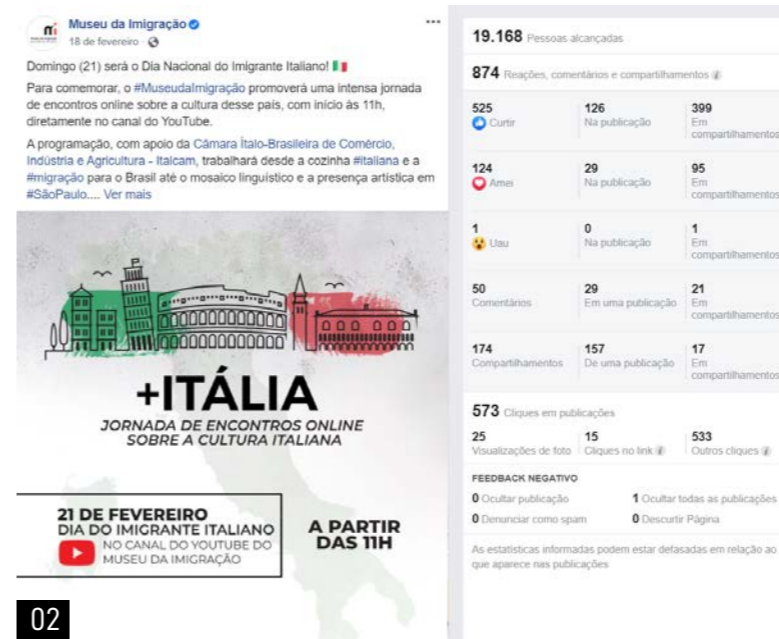 Museu da Imigração
18 de fevereiro
Domingo (21) será o Dia Nacional do Imigrante Italiano!
Para comemorar, o #MuseudaImigração promoverá uma intensa jornada
de encontros online sobre a cultura desse país, com início às 11h,
diretamente no canal do YouTube.
A programação, com apoio da Câmara Ítalo-Brasileira de Comércio,
Indústria e Agricultura - Italcam, trabalhará desde a cozinha #italiana e a
#migração para o Brasil até o mosaico linguístico e a presença artística em
#SãoPaulo.... Ver mais
+ITÁLIA
JORNADA DE ENCONTROS ONLINE
SOBRE A CULTURA ITALIANA
21 DE FEVEREIRO
DIA DO IMIGRANTE ITALIANO
NO CANAL DO YOUTUBE DO
MUSEU DA IMIGRAÇÃO
A PARTIR
DAS 11H
02
19.168 Pessoas alcançadas
874 Reações, comentários e compartilhamentos
525 126 399
Curtir Na publicação Em
compartilhamentos
124 29 95
Amei Na publicação Em
compartilhamentos
1 0 1
Uau Na publicação Em
compartilhamentos
50 29 21
Comentários Em uma publicação Em
compartilhamentos
174 157 17
Compartilhamentos De uma publicação Em
compartilhamentos
573 Cliques em publicações
25 15 533
Visualizações de foto Cliques no link Outros cliques
FEEDBACK NEGATIVO
0 Ocultar publicação 1 Ocultar todas as publicações
0 Denunciar como spam 0 Descurtir Página
As estatísticas informadas podem estar defasadas em relação ao
que aparece nas publicações